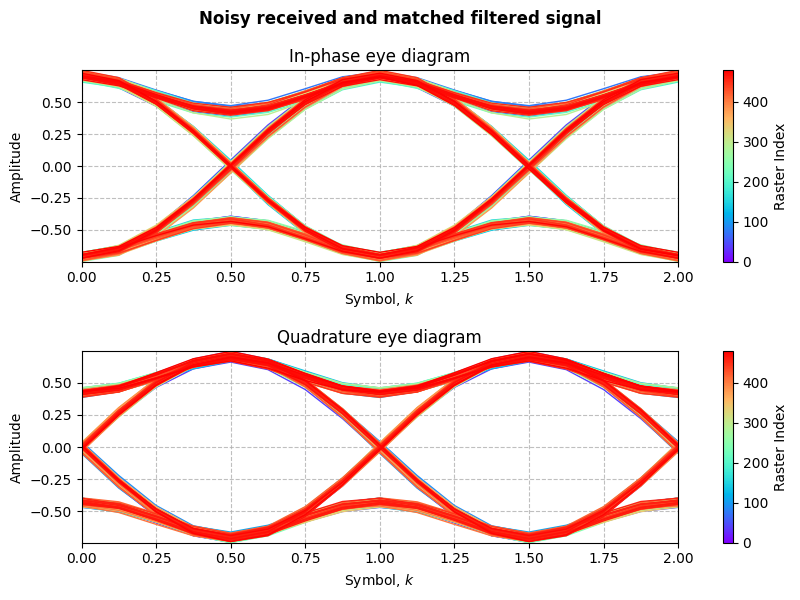 Noisy received and matched filtered signal
In-phase eye diagram
Amplitude
0.50
0.25
0.00
−0.25
−0.50
0.00 0.25 0.50 0.75 1.00 1.25 1.50 1.75 2.00
Symbol, k
400
300
200
100
0
Raster Index
Quadrature eye diagram
Amplitude
0.50
0.25
0.00
−0.25
−0.50
0.00 0.25 0.50 0.75 1.00 1.25 1.50 1.75 2.00
Symbol, k
400
300
200
100
0
Raster Index